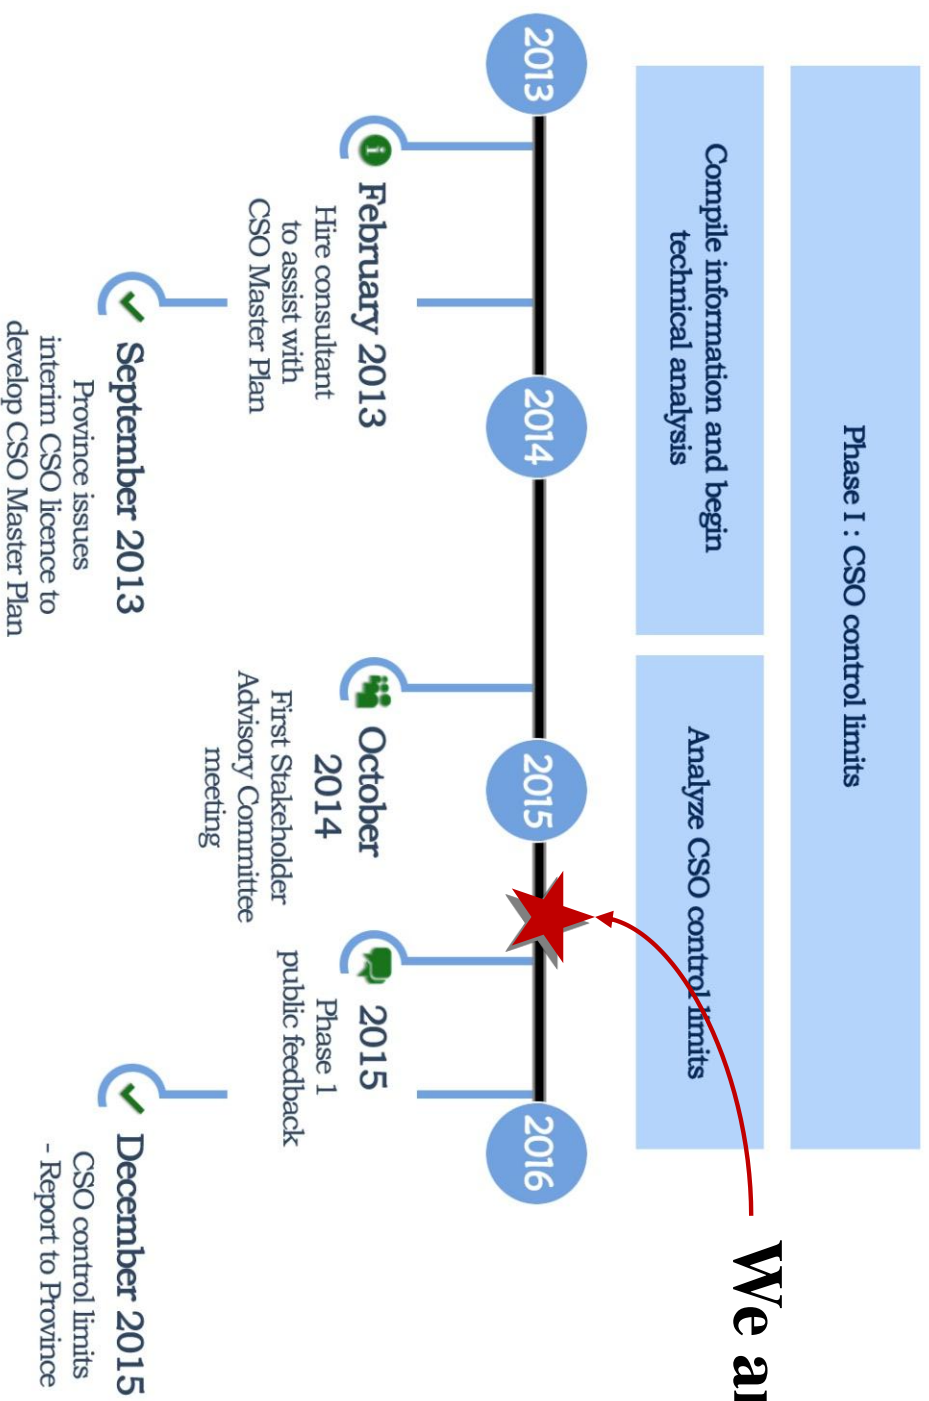 Phase I : CSO control limits
Compile information and begin
technical analysis
Analyze CSO control limits
We
2013
2014
2015
2016
February 2013
Hire consultant
to assist with
CSO Master Plan
October
2014
First Stakeholder
Advisory Committee
meeting
2015
Phase 1
public feedback
September 2013
Province issues
interim CSO licence to
develop CSO Master Plan
December 2015
CSO control limits
- Report to Province